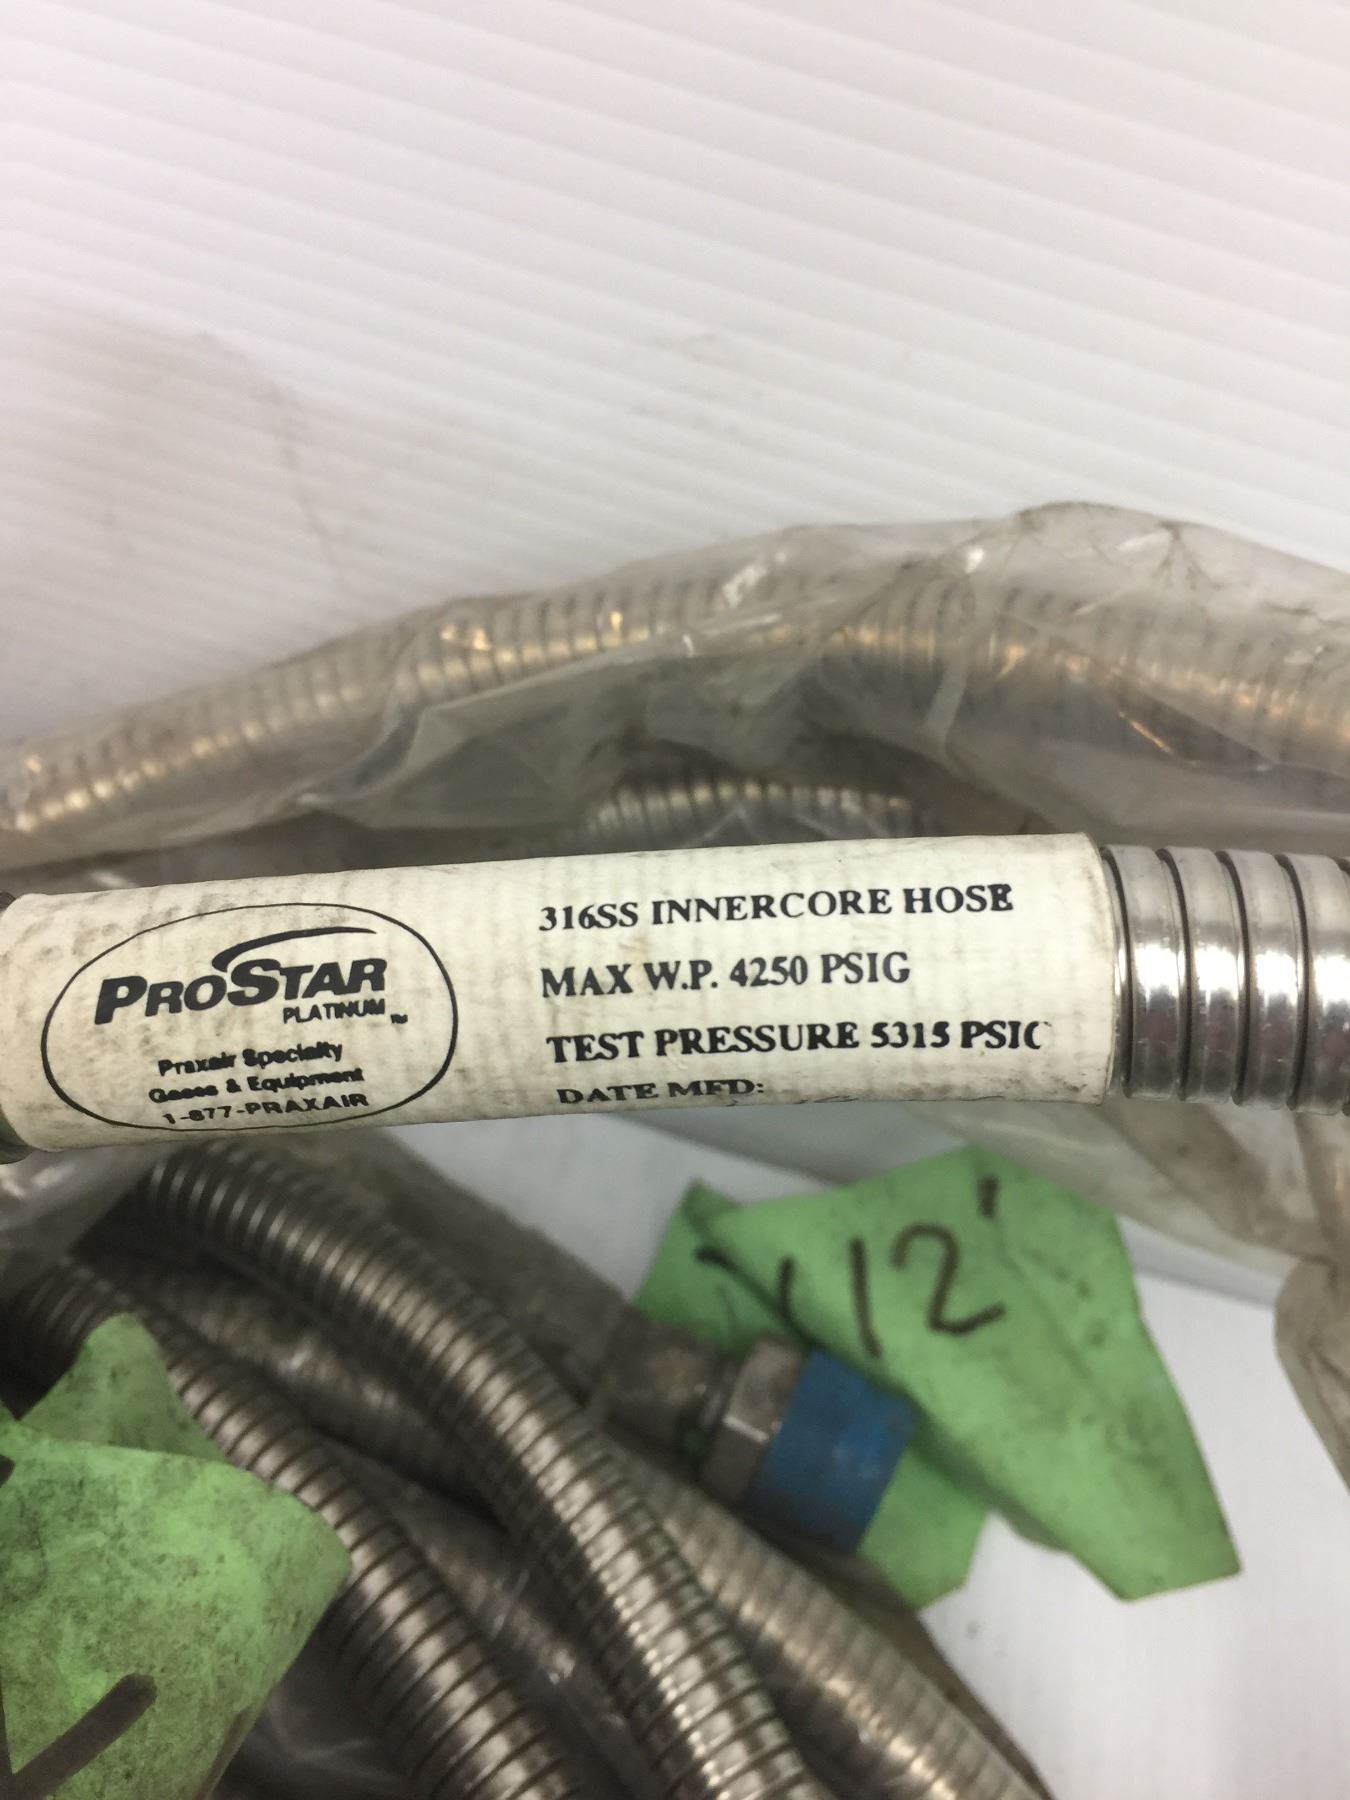 PROSTAR
PLATINUM™
Praxair Specialty
Gases & Equipment
1-877-PRAXAIR
316SS INNERCORE HOSE
MAX W.P. 4250 PSIG
TEST PRESSURE 5315 PSIG
DATE MFD:
12'